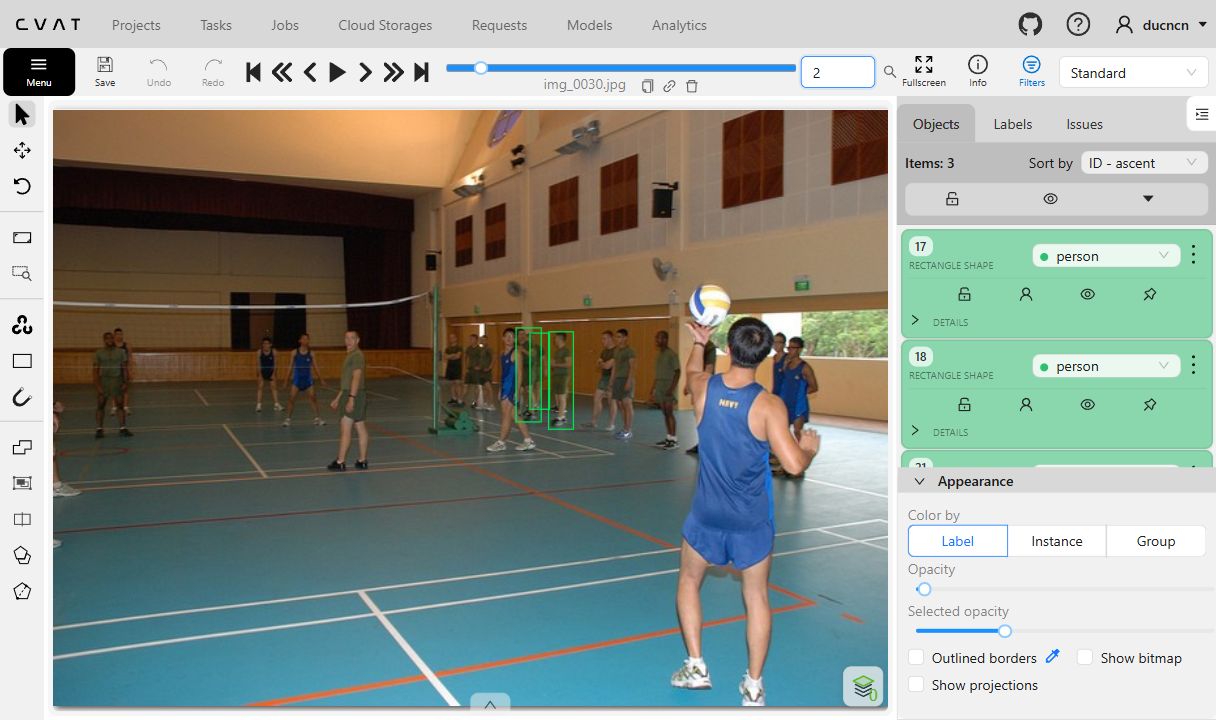 CVAT
Projects
Tasks
Jobs
Cloud Storages
Requests
Models
Analytics
ducncn
Menu
Save
Undo
Redo
img_0030.jpg
2
Fullscreen
Info
Filters
Standard
Objects
Labels
Issues
Items: 3
Sort by
ID - ascent
17
RECTANGLE SHAPE
person
DETAILS
18
RECTANGLE SHAPE
person
DETAILS
21
Appearance
Color by
Label
Instance
Group
Opacity
Selected opacity
Outlined borders
Show bitmap
Show projections
NAVY
0